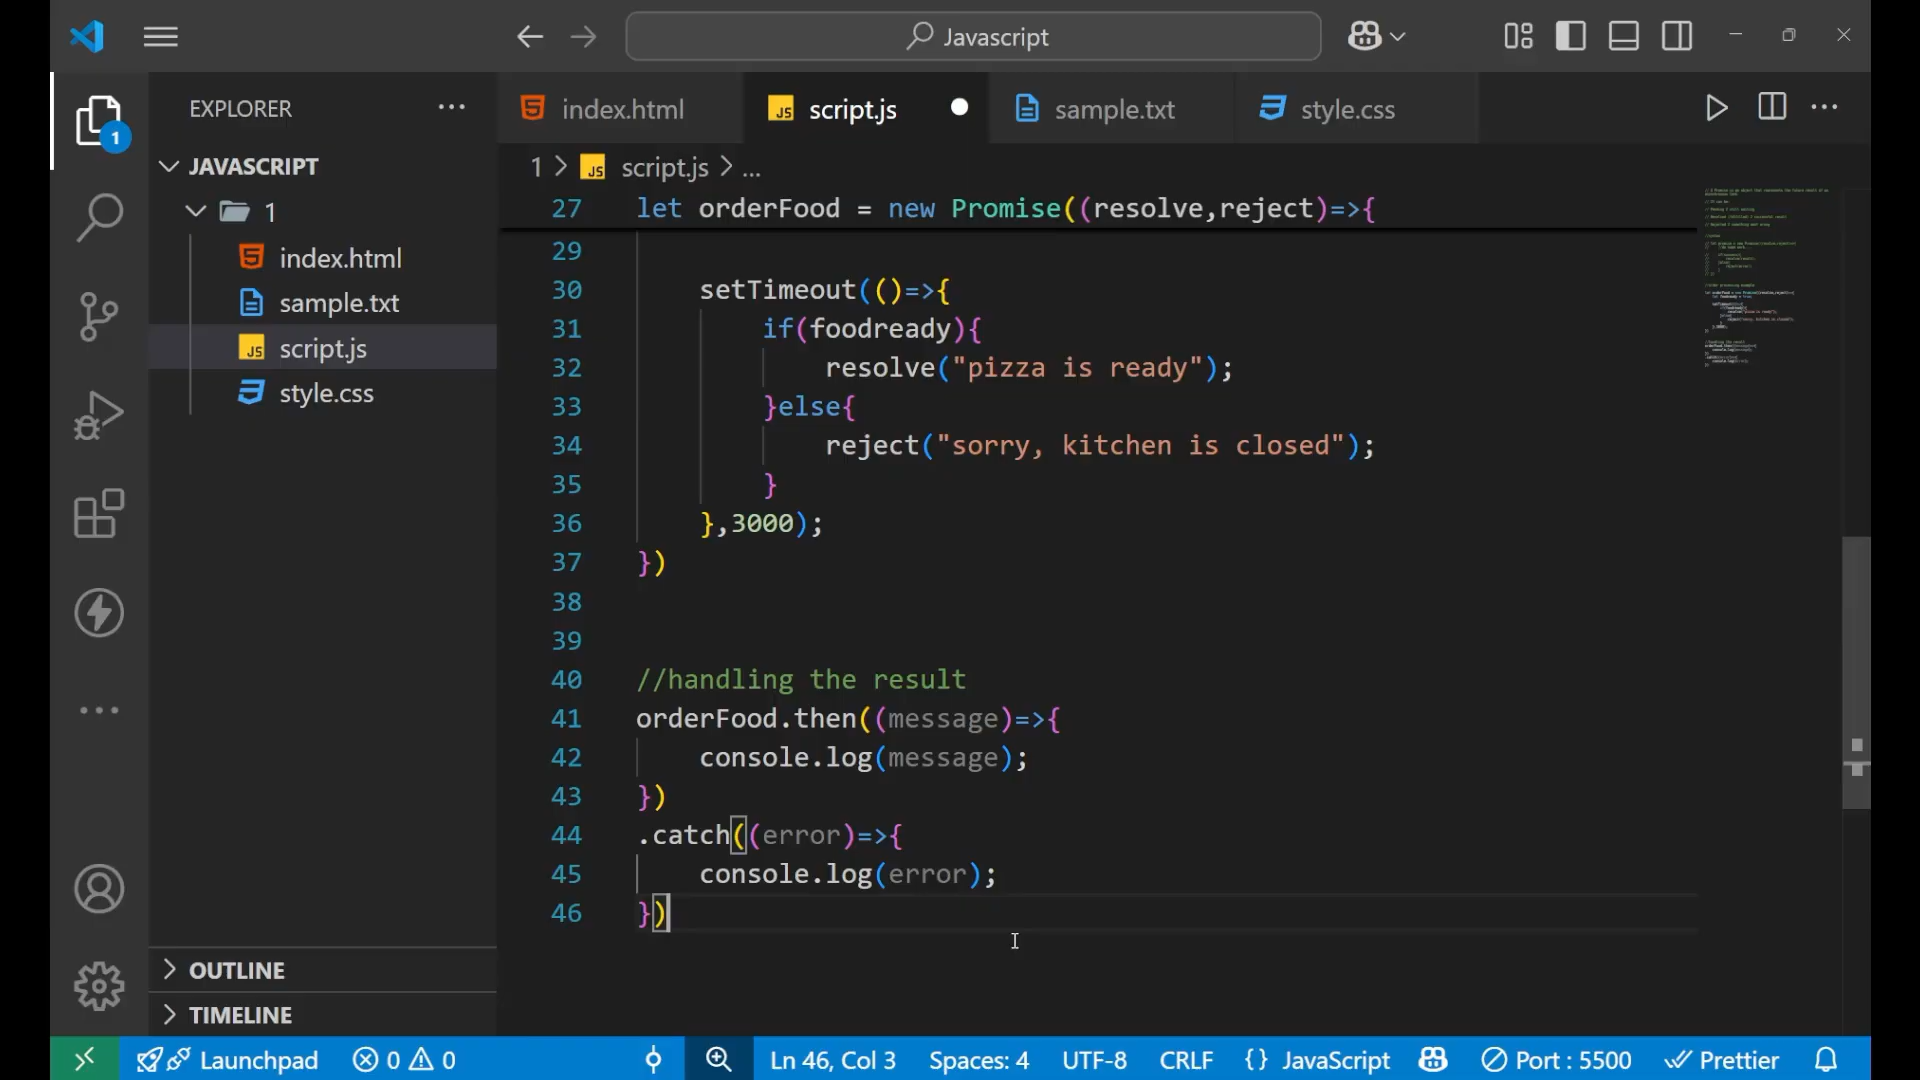 Javascript
EXPLORER
index.html
script.js
sample.txt
style.css
1
JAVASCRIPT
1
index.html
sample.txt
script.js
style.css
OUTLINE
TIMELINE
1 > JS script.js > ...
27 let orderFood = new Promise((resolve,reject)=>{
29
30 setTimeout(()=>{
31 if(foodready){
32 resolve("pizza is ready");
33 }else{
34 reject("sorry, kitchen is closed");
35 }
36 },3000);
37 })
38
39
40 //handling the result
41 orderFood.then((message)=>{
42 console.log(message);
43 })
44 .catch((error)=>{
45 console.log(error);
46 })
Launchpad 0 0 Ln 46, Col 3 Spaces: 4 UTF-8 CRLF {} JavaScript Port : 5500 Prettier